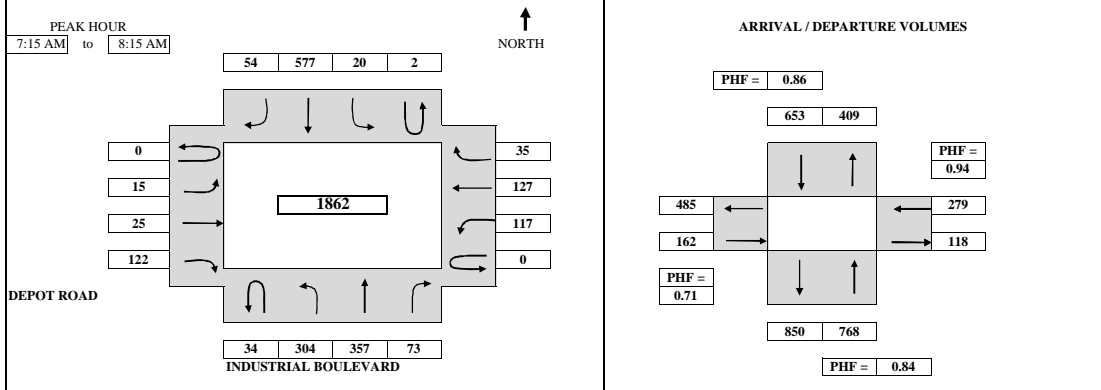 PEAK HOUR
7:15 AM to 8:15 AM
NORTH
54 577 20 2
0 35
15 127
1862
25 117
122 0
DEPOT ROAD
34 304 357 73
INDUSTRIAL BOULEVARD
ARRIVAL / DEPARTURE VOLUMES
PHF = 0.86
653 409
PHF =
0.94
485 279
162 118
PHF =
0.71
850 768
PHF = 0.84